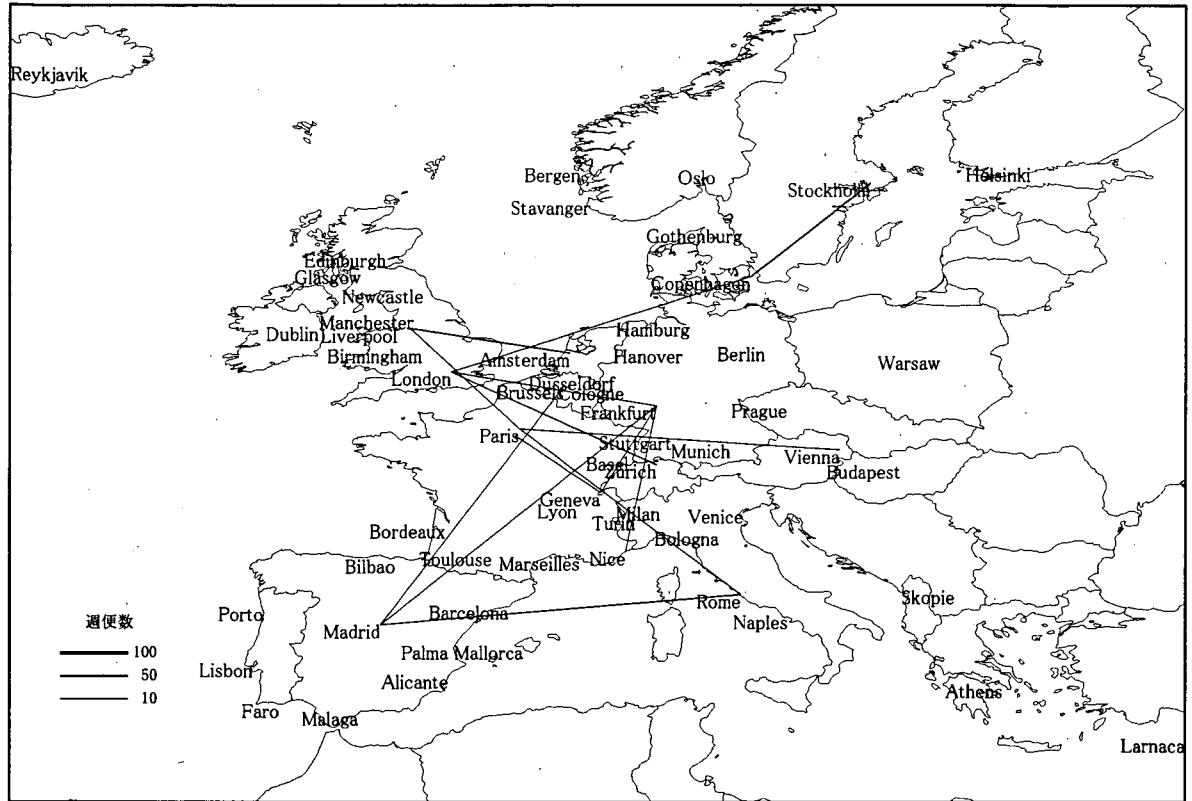 Reykjavik
Bergen
Oslo
Stockholm
Helsinki
Stavanger
Gothenburg
Edinburgh
Glasgow
Copenhagen
Newcastle
Manchester
Hamburg
Dublin
Liverpool
Birmingham
Amsterdam
Hanover
Berlin
Warsaw
London
Düsseldorf
Brussels
Cologne
Frankfurt
Prague
Paris
Stuttgart
Munich
Vienna
Basel
Zurich
Budapest
Geneva
Lyon
Milan
Turin
Venice
Bordeaux
Bologna
Bilbao
Toulouse
Marseilles
Nice
Rome
Skopie
Porto
Barcelona
Naples
週便数
Madrid
100
Palma Mallorca
50
Lisbon
Alicante
10
Athens
Faro
Malaga
Larnaca